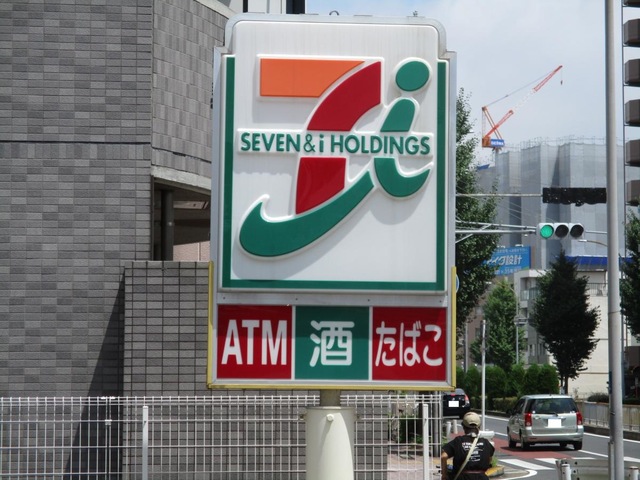 SEVEN & i HOLDINGS
ATM 酒 たばこ